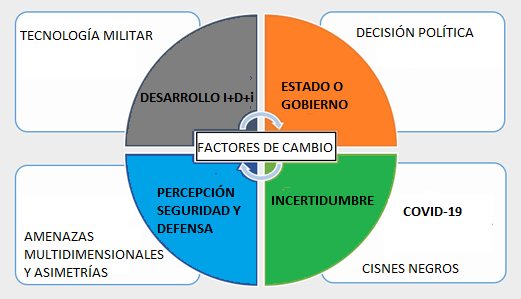 TECNOLOGÍA MILITAR
DECISIÓN POLÍTICA
DESARROLLO I+D+i
ESTADO O
GOBIERNO
FACTORES DE CAMBIO
PERCEPCIÓN
SEGURIDAD Y
DEFENSA
INCERTIDUMBRE
AMENAZAS
MULTIDIMENSIONALES
Y ASIMETRÍAS
COVID-19
CISNES NEGROS